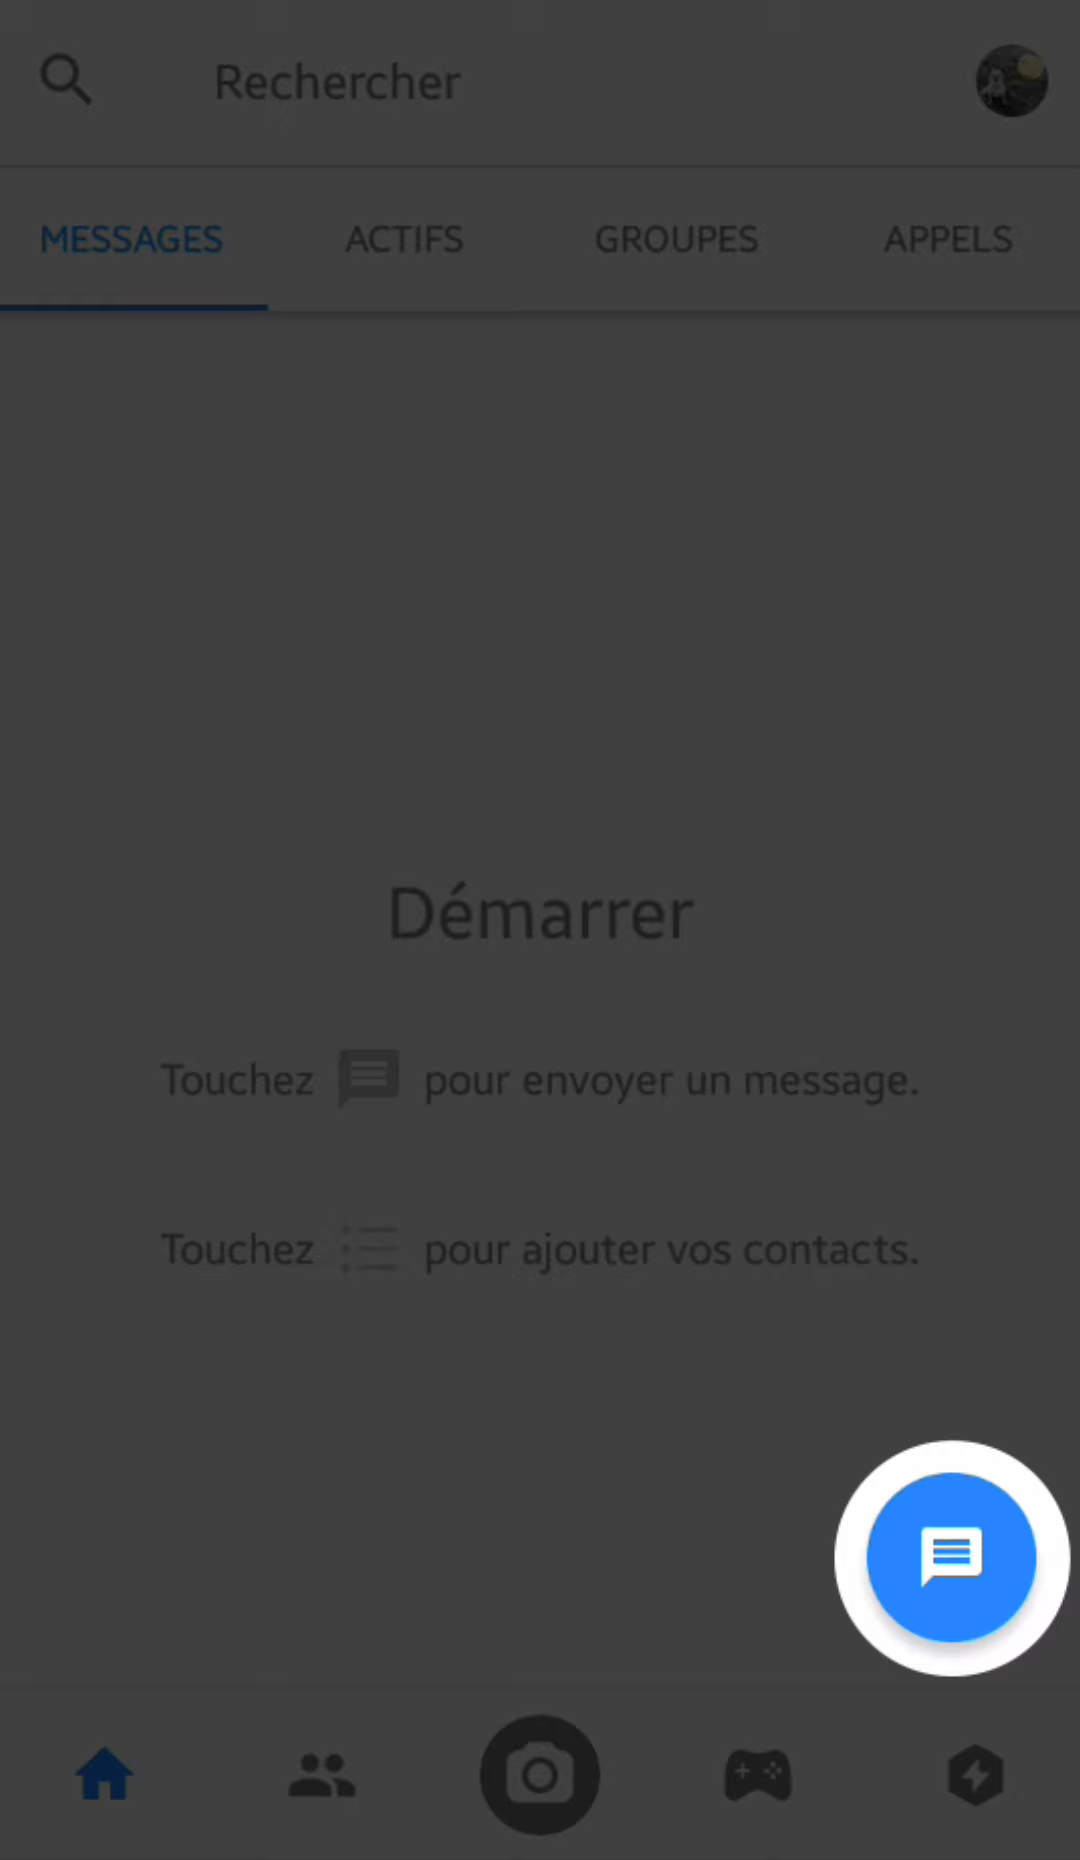 Rechercher
MESSAGES ACTIFS GROUPES APPELS
Démarrer
Touchez pour envoyer un message.
Touchez pour ajouter vos contacts.